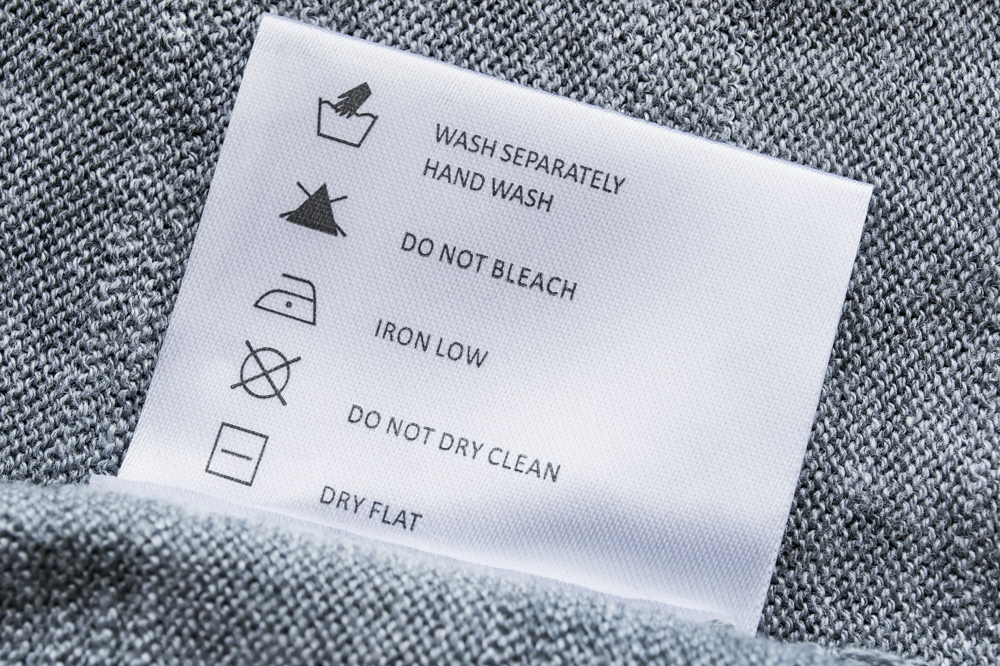 WASH SEPARATELY
HAND WASH
DO NOT BLEACH
IRON LOW
DO NOT DRY CLEAN
DRY FLAT